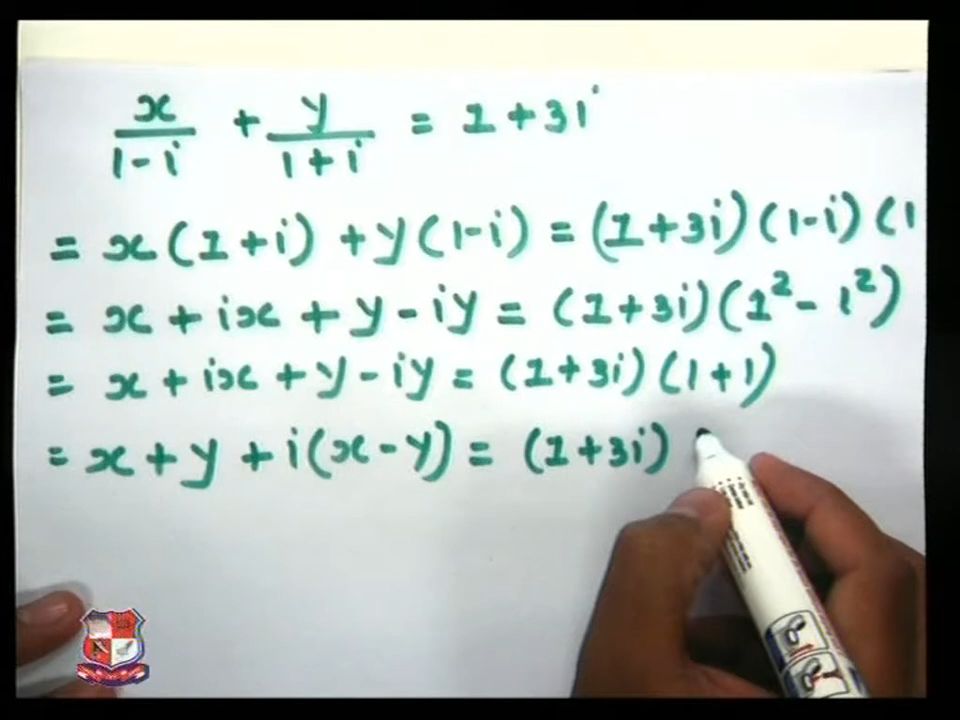 x/(1-i) + y/(1+i) = 1+3i
= x(1+i) + y(1-i) = (1+3i)(1-i)(1
= x + ix + y - iy = (1+3i)(1² - i²)
= x + ix + y - iy = (1+3i)(1+1)
= x + y + i(x-y) = (1+3i)